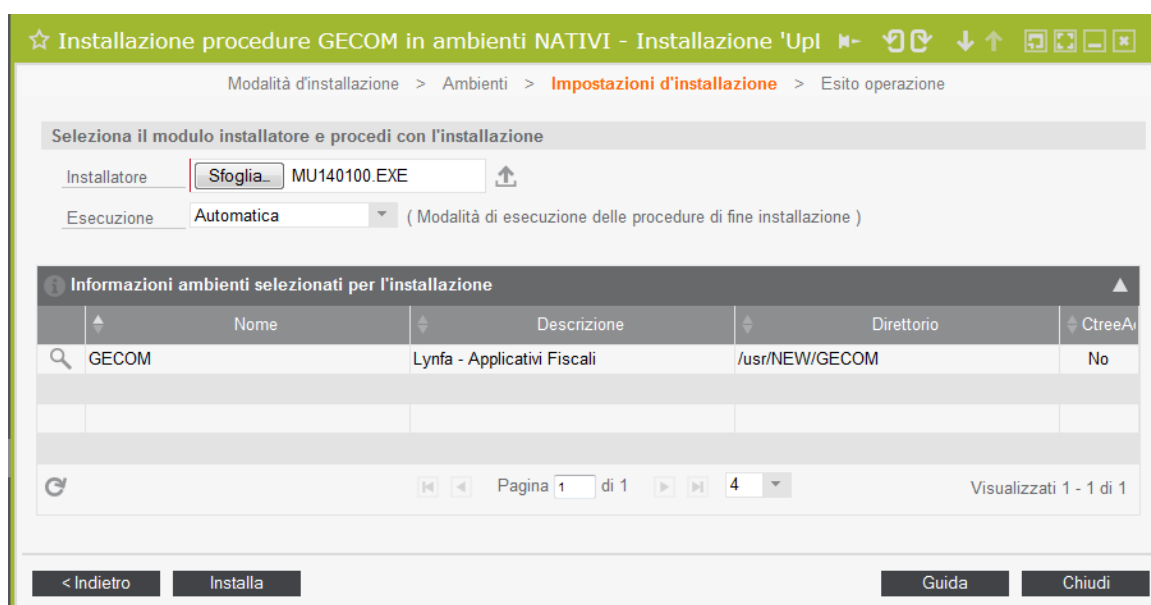 Installazione procedure GECOM in ambienti NATIVI - Installazione 'Upl
Modalità d'installazione > Ambienti > Impostazioni d'installazione > Esito operazione
Seleziona il modulo installatore e procedi con l'installazione
Installatore Sfoglia... MU140100.EXE
Esecuzione Automatica ( Modalità di esecuzione delle procedure di fine installazione )
Informazioni ambienti selezionati per l'installazione
Nome Descrizione Direttorio CtreeA
GECOM Lynfa - Applicativi Fiscali /usr/NEW/GECOM No
Pagina 1 di 1 4 Visualizzati 1 - 1 di 1
< Indietro Installa Guida Chiudi